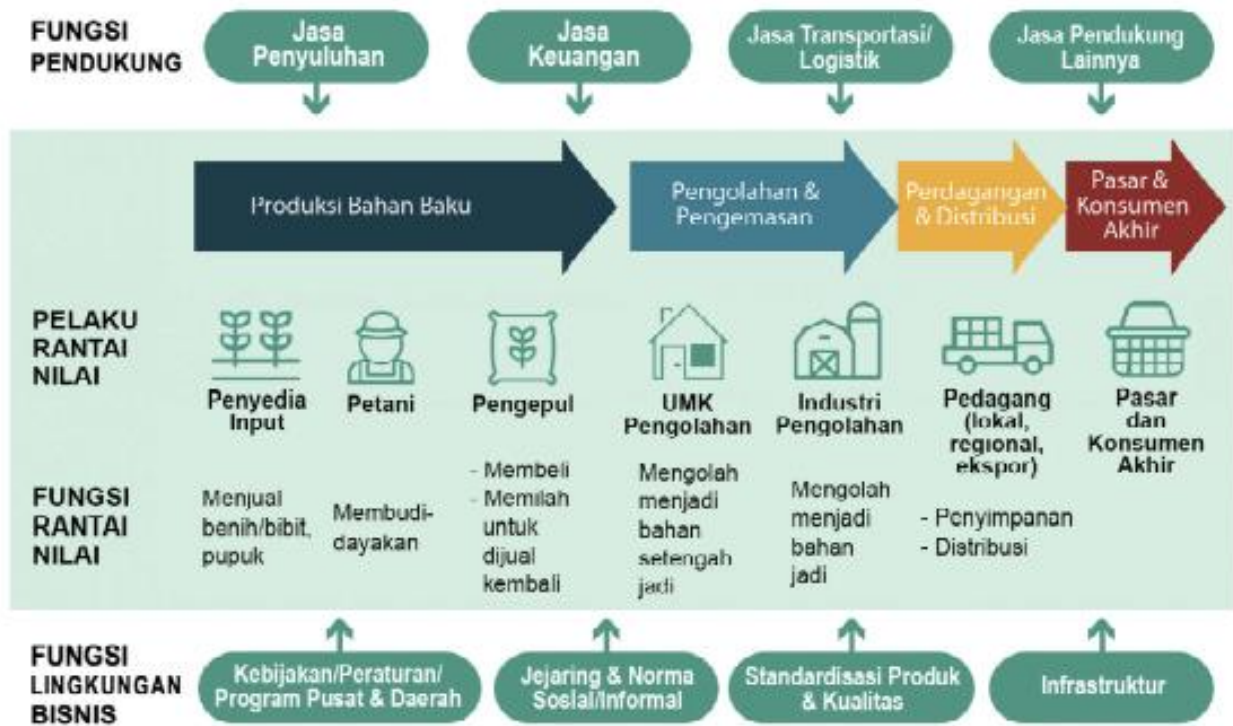 FUNGSI
PENDUKUNG
Jasa
Penyuluhan
Jasa
Keuangan
Jasa Transportasi/
Logistik
Jasa Pendukung
Lainnya
Produksi Bahan Baku
Pengolahan &
Pengemasan
Perdagangan
& Distribusi
Pasar &
Konsumen
Akhir
PELAKU
RANTAI
NILAI
Penyedia
Input
Petani
Pengepul
UMK
Pengolahan
Industri
Pengolahan
Pedagang
(lokal,
regional,
ekspor)
Pasar
dan
Konsumen
Akhir
FUNGSI
RANTAI
NILAI
Menjual
benih/bibit,
pupuk
Membudi-
dayakan
- Membeli
- Memilah
untuk
dijual
kembali
Mengolah
menjadi
bahan
setengah
jadi
Mengolah
menjadi
bahan
jadi
- Penyimpanan
- Distribusi
FUNGSI
LINGKUNGAN
BISNIS
Kebijakan/Peraturan/
Program Pusat & Daerah
Jejaring & Norma
Sosial/Informal
Standardisasi Produk
& Kualitas
Infrastruktur